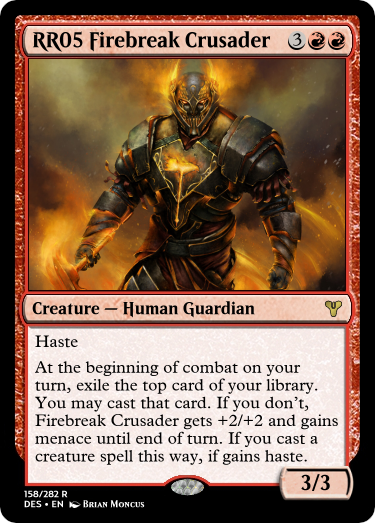 RR05 Firebreak Crusader 3
Creature — Human Guardian
Haste
At the beginning of combat on your
turn, exile the top card of your library.
You may cast that card. If you don't,
Firebreak Crusader gets +2/+2 and gains
menace until end of turn. If you cast a
creature spell this way, if gains haste.
3/3
158/282 R
DES • EN Brian Moncus